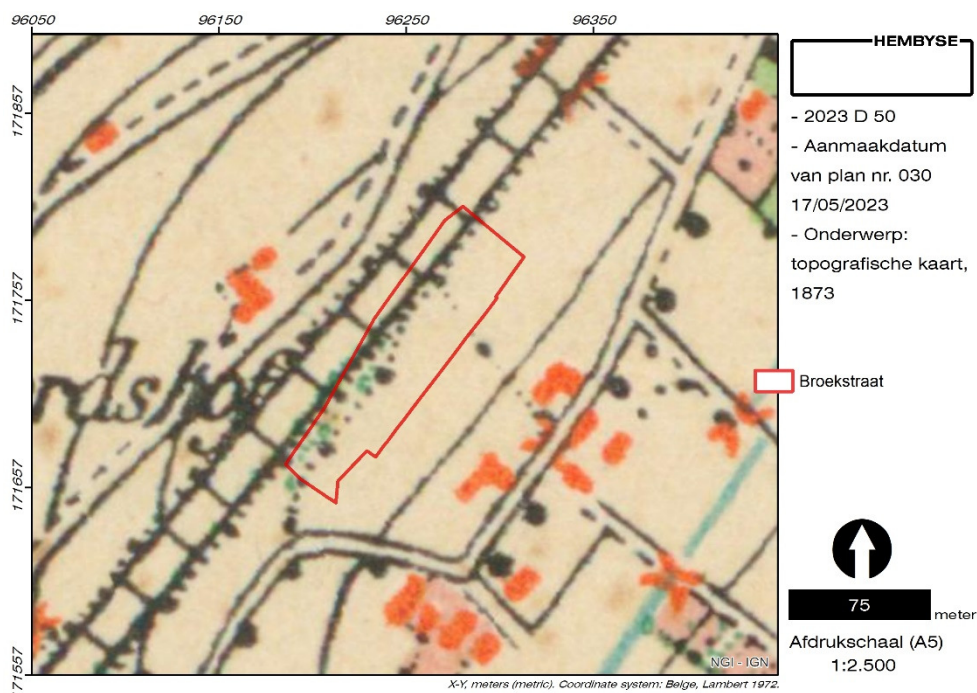 96050 96150 96250 96350
171857
171757
171657
171557
HEMBYSE
- 2023 D 50
- Aanmaakdatum
van plan nr. 030
17/05/2023
- Onderwerp:
topografische kaart,
1873
Broekstraat
75 meter
Afdrukschaal (A5)
1:2.500
NGI - IGN
X-Y, meters (metric). Coordinate system: Belge, Lambert 1972.